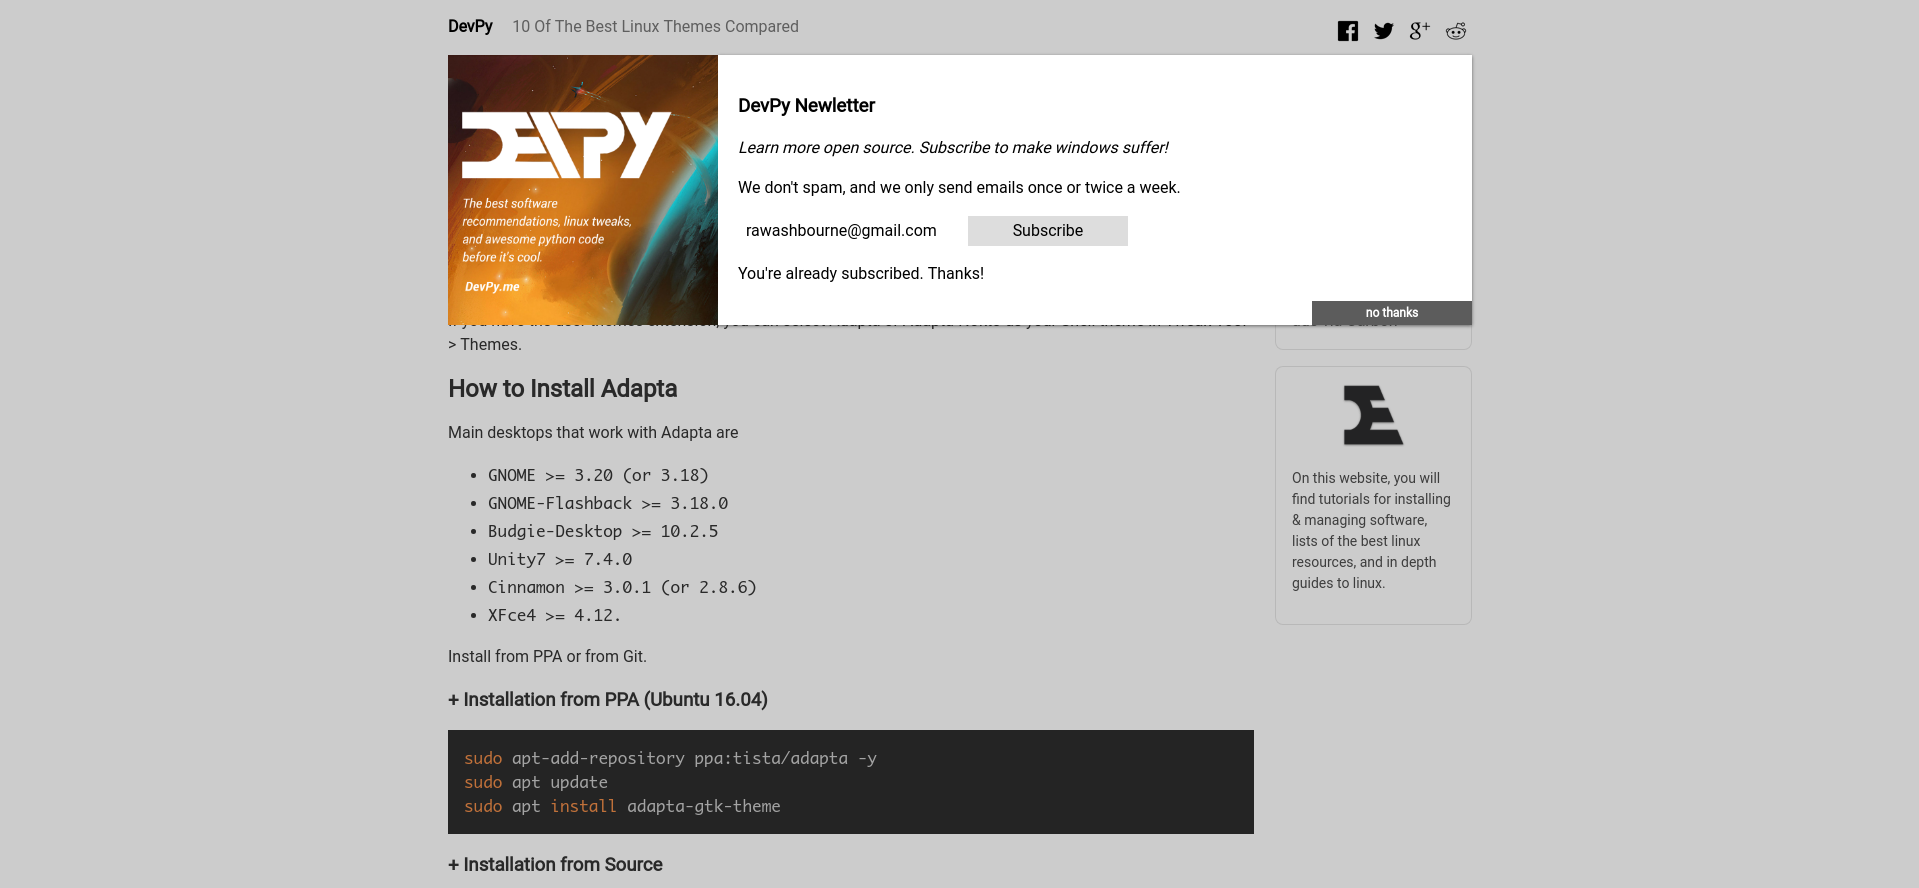 DevPy 10 Of The Best Linux Themes Compared
DEVPY
The best software
recommendations, linux tweaks,
and awesome python code
before it's cool.
DevPy.me
DevPy Newletter
Learn more open source. Subscribe to make windows suffer!
We don't spam, and we only send emails once or twice a week.
rawashbourne@gmail.com Subscribe
You're already subscribed. Thanks!
no thanks
> Themes.
How to Install Adapta
Main desktops that work with Adapta are
• GNOME >= 3.20 (or 3.18)
• GNOME-Flashback >= 3.18.0
• Budgie-Desktop >= 10.2.5
• Unity7 >= 7.4.0
• Cinnamon >= 3.0.1 (or 2.8.6)
• XFce4 >= 4.12.
Install from PPA or from Git.
+ Installation from PPA (Ubuntu 16.04)
sudo apt-add-repository ppa:tista/adapta -y
sudo apt update
sudo apt install adapta-gtk-theme
+ Installation from Source
On this website, you will
find tutorials for installing
& managing software,
lists of the best linux
resources, and in depth
guides to linux.